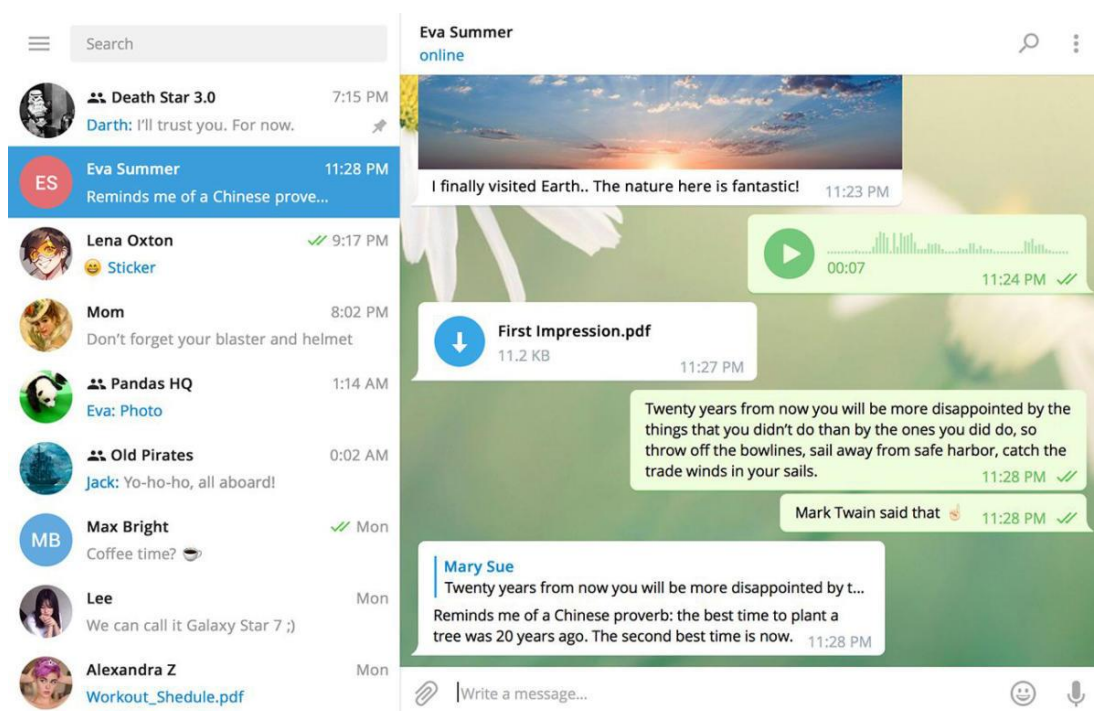 Search
Death Star 3.0 7:15 PM
Darth: I'll trust you. For now.
ES
Eva Summer 11:28 PM
Reminds me of a Chinese prove...
Lena Oxton 9:17 PM
😄 Sticker
Mom 8:02 PM
Don't forget your blaster and helmet
Pandas HQ 1:14 AM
Eva: Photo
Old Pirates 0:02 AM
Jack: Yo-ho-ho, all aboard!
MB
Max Bright Mon
Coffee time? ☕
Lee Mon
We can call it Galaxy Star 7 ;)
Alexandra Z Mon
Workout_Shedule.pdf
Eva Summer
online
I finally visited Earth.. The nature here is fantastic! 11:23 PM
00:07
11:24 PM
First Impression.pdf
11.2 KB
11:27 PM
Twenty years from now you will be more disappointed by the
things that you didn't do than by the ones you did do, so
throw off the bowlines, sail away from safe harbor, catch the
trade winds in your sails. 11:28 PM
Mark Twain said that ☝🏻 11:28 PM
Mary Sue
Twenty years from now you will be more disappointed by t...
Reminds me of a Chinese proverb: the best time to plant a
tree was 20 years ago. The second best time is now. 11:28 PM
Write a message...